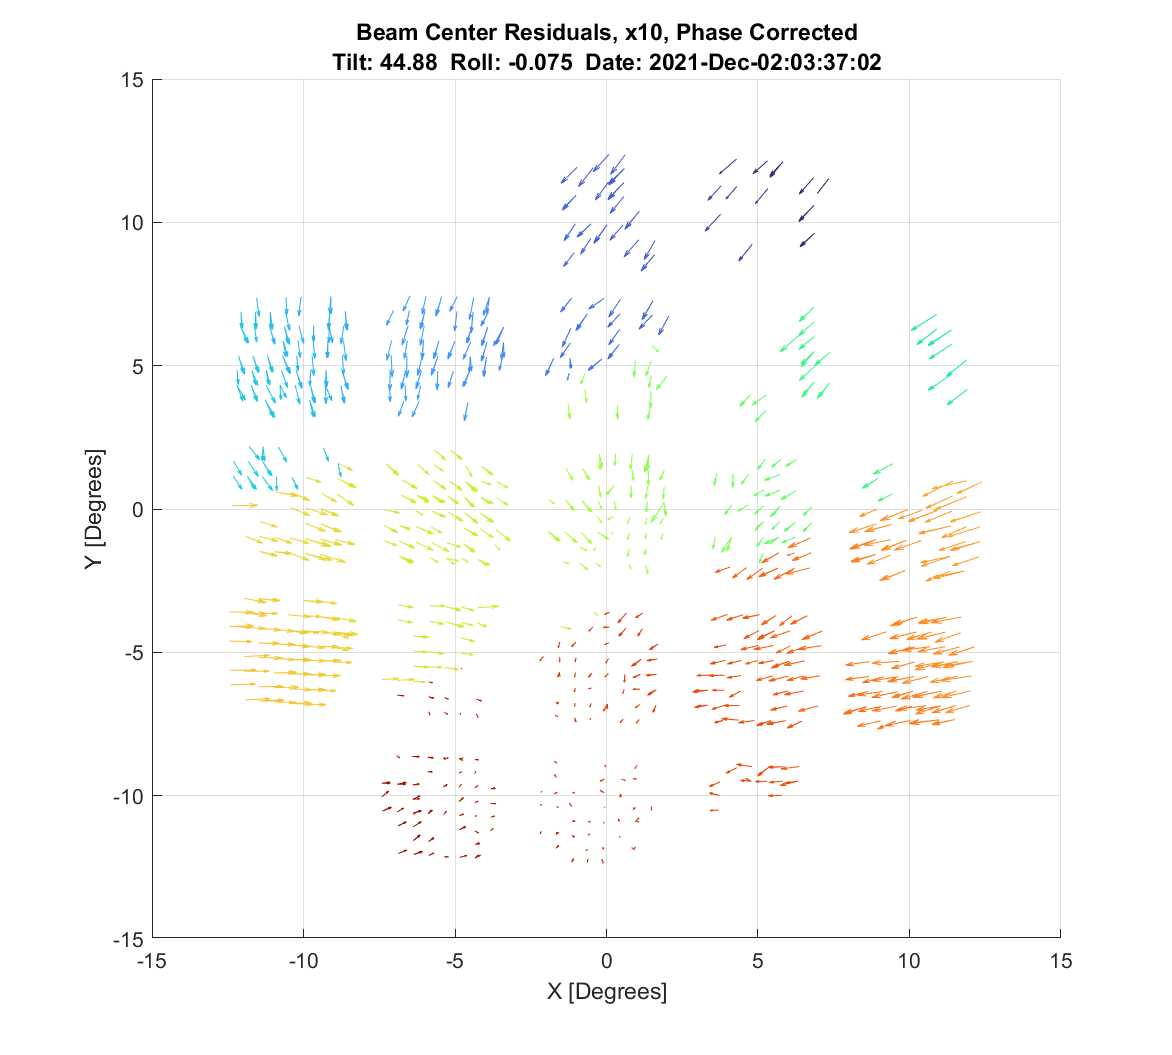 Beam Center Residuals, x10, Phase Corrected
Tilt: 44.88 Roll: -0.075 Date: 2021-Dec-02:03:37:02
15
10
5
0
-5
-10
-15
Y [Degrees]
-15 -10 -5 0 5 10 15
X [Degrees]